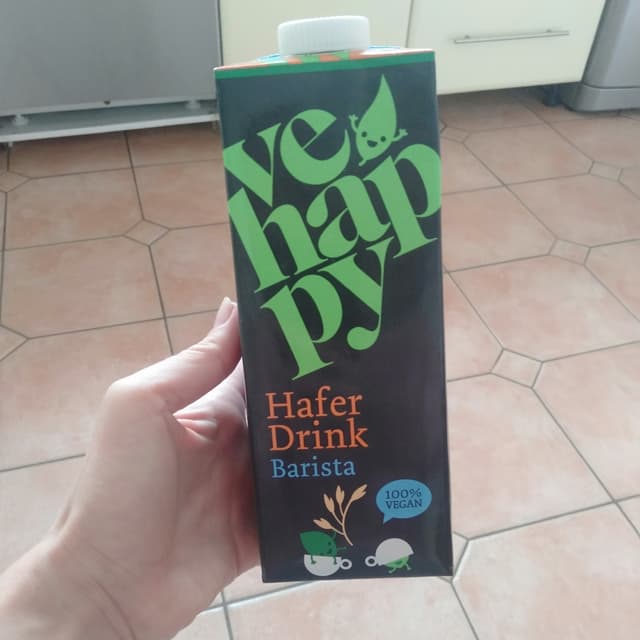 ve
hap
py
Hafer
Drink
Barista
100%
VEGAN